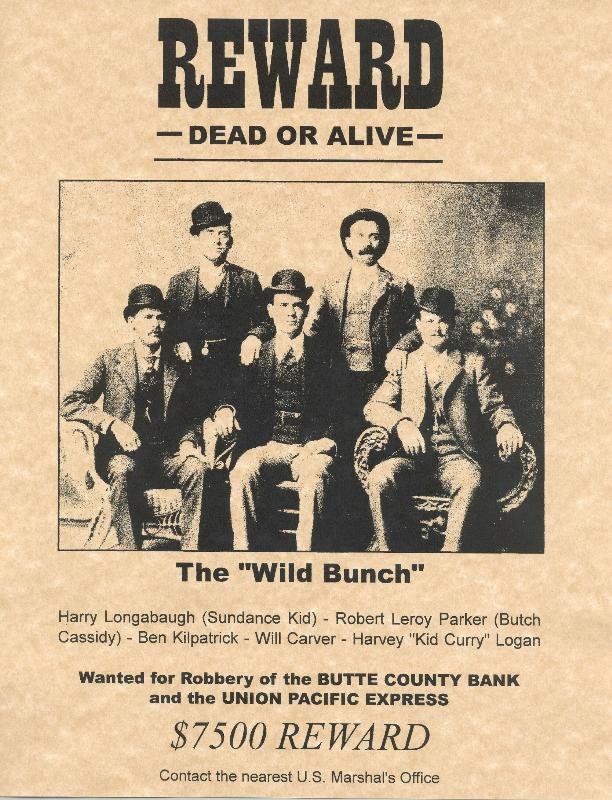 REWARD
—DEAD OR ALIVE—
The "Wild Bunch"
Harry Longabaugh (Sundance Kid) - Robert Leroy Parker (Butch
Cassidy) - Ben Kilpatrick - Will Carver - Harvey "Kid Curry" Logan
Wanted for Robbery of the BUTTE COUNTY BANK
and the UNION PACIFIC EXPRESS
$7500 REWARD
Contact the nearest U.S. Marshal's Office